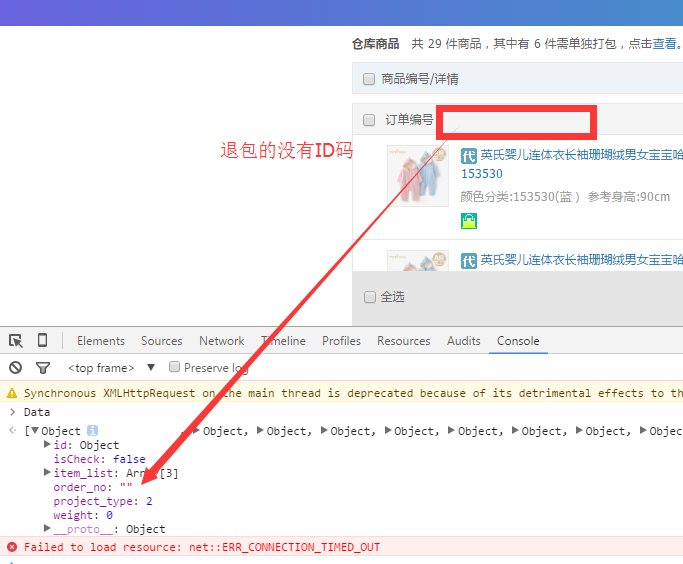 仓库商品 共 29 件商品，其中有 6 件需单独打包，点击查看。
商品编号/详情
订单编号
退包的没有ID码
代 英氏婴儿连体衣长袖珊瑚绒男女宝宝哈
153530
颜色分类:153530(蓝 ) 参考身高:90cm
代 英氏婴儿连体衣长袖珊瑚绒男女宝宝哈
全选
Elements Sources Network Timeline Profiles Resources Audits Console
<top frame> ▼ Preserve log
Synchronous XMLHttpRequest on the main thread is deprecated because of its detrimental effects to th
> Data
[▼Object i , ▶Object, ▶Object, ▶Object, ▶Object, ▶Object, ▶Object, ▶Object, ▶Objec
▶id: Object
isCheck: false
▶item_list: Array[3]
order_no: ""
project_type: 2
weight: 0
▶__proto__: Object
Failed to load resource: net::ERR_CONNECTION_TIMED_OUT